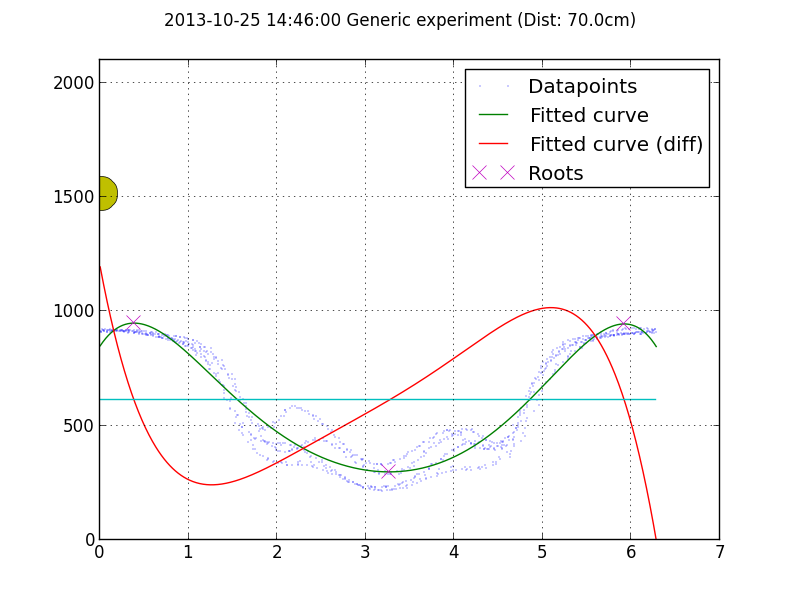 2013-10-25 14:46:00 Generic experiment (Dist: 70.0cm)
Datapoints
Fitted curve
Fitted curve (diff)
Roots
2000
1500
1000
500
0
0 1 2 3 4 5 6 7